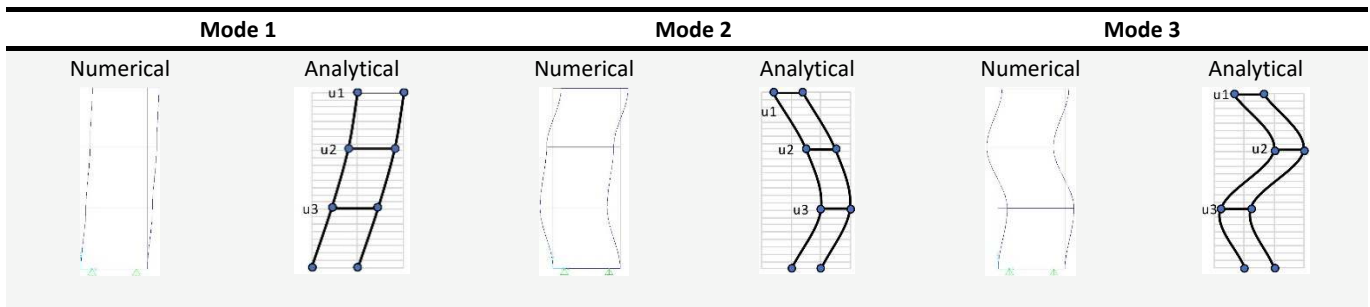 Mode 1 Mode 2 Mode 3
Numerical Analytical Numerical Analytical Numerical Analytical
u1 u1 u1
u2 u2 u2
u3 u3 u3